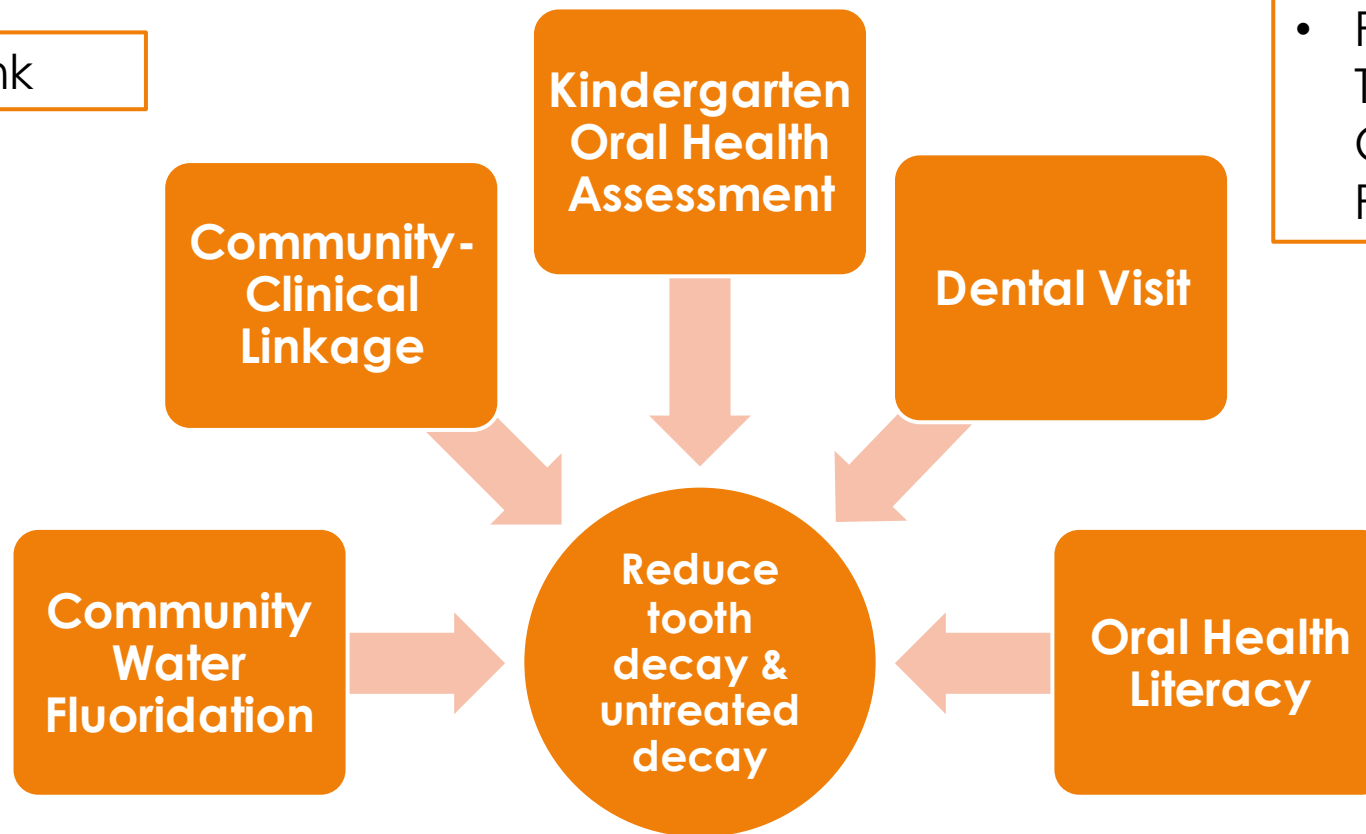 Kindergarten
Oral Health
Assessment
Community-
Clinical
Linkage
Dental Visit
Community
Water
Fluoridation
Reduce
tooth
decay &
untreated
decay
Oral Health
Literacy